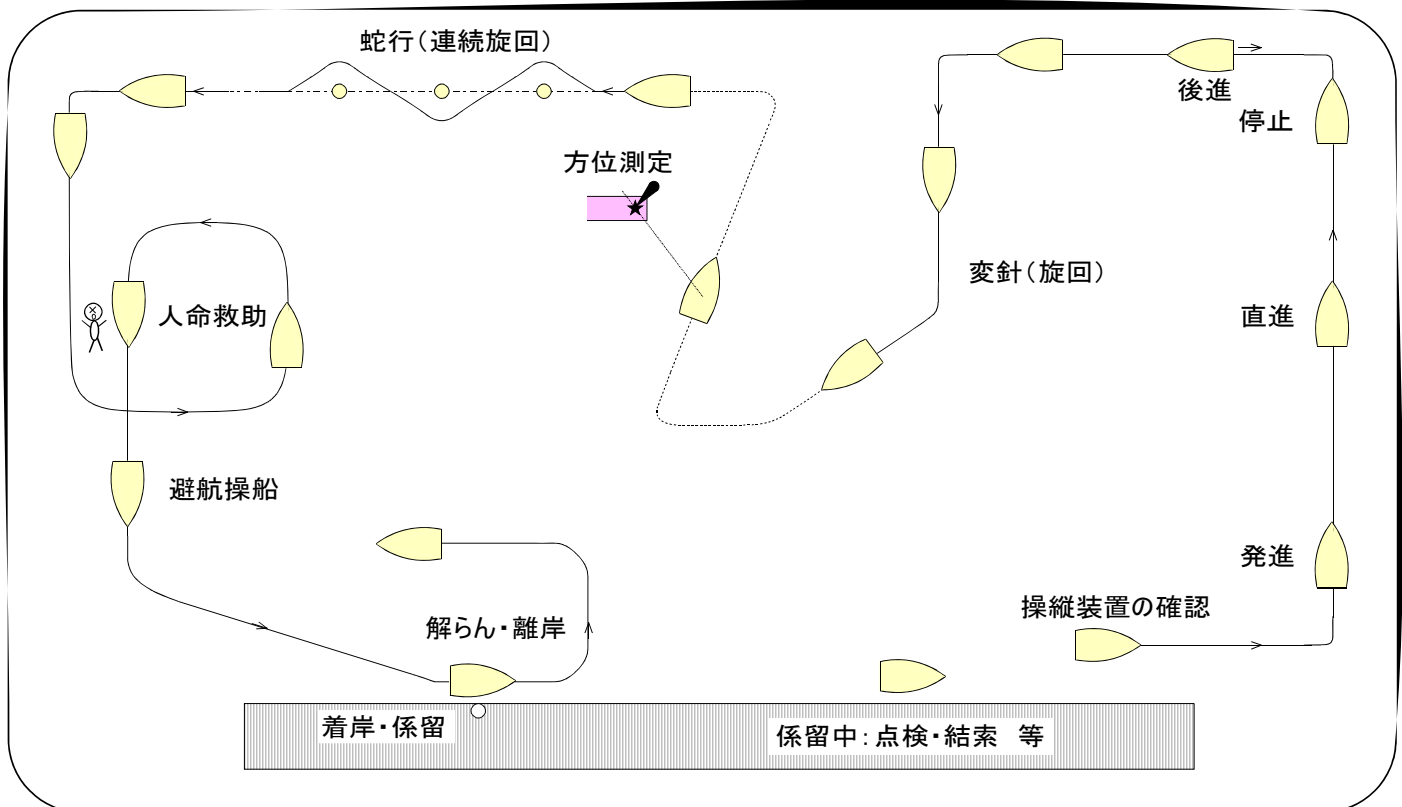 蛇行（連続旋回）
後進
停止
方位測定
変針（旋回）
人命救助
直進
避航操船
発進
操縦装置の確認
解らん・離岸
着岸・係留
係留中：点検・結索　等